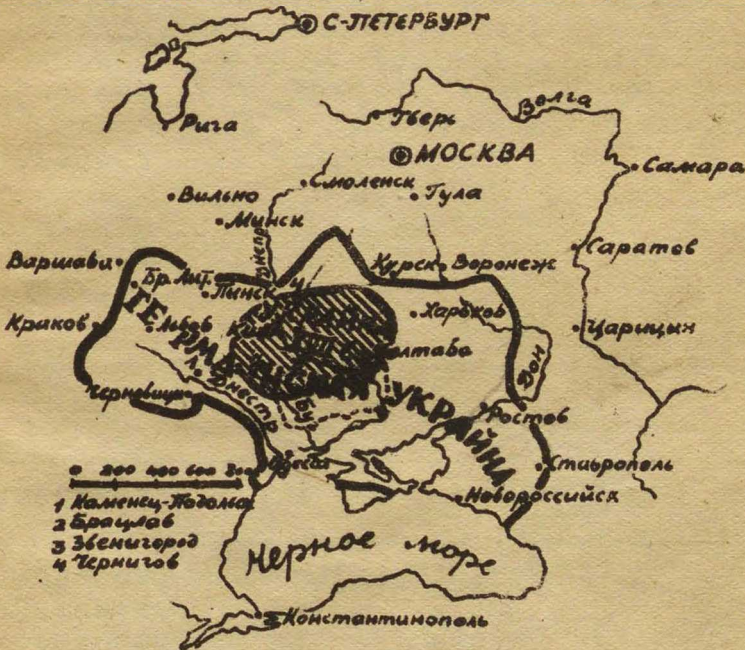 С-ПЕТЕРБУРГ
Волга
Рига
Тверь
МОСКВА
Самара
Смоленск
Вильно
Тула
Минск
Днепр
Саратов
Варшава
Курск
Воронеж
Бр. Лит.
Пинск
4
Харьков
Краков
Львов
Царицын
Дон
Черновицы
Днестр
УКРАЙНА
Ростов
Одесса
Ставрополь
0 200 400 600
Новороссийск
1 Каменец-Подольск
2 Брацлав
3 Звенигород
4 Чернигов
Черное море
Константинополь